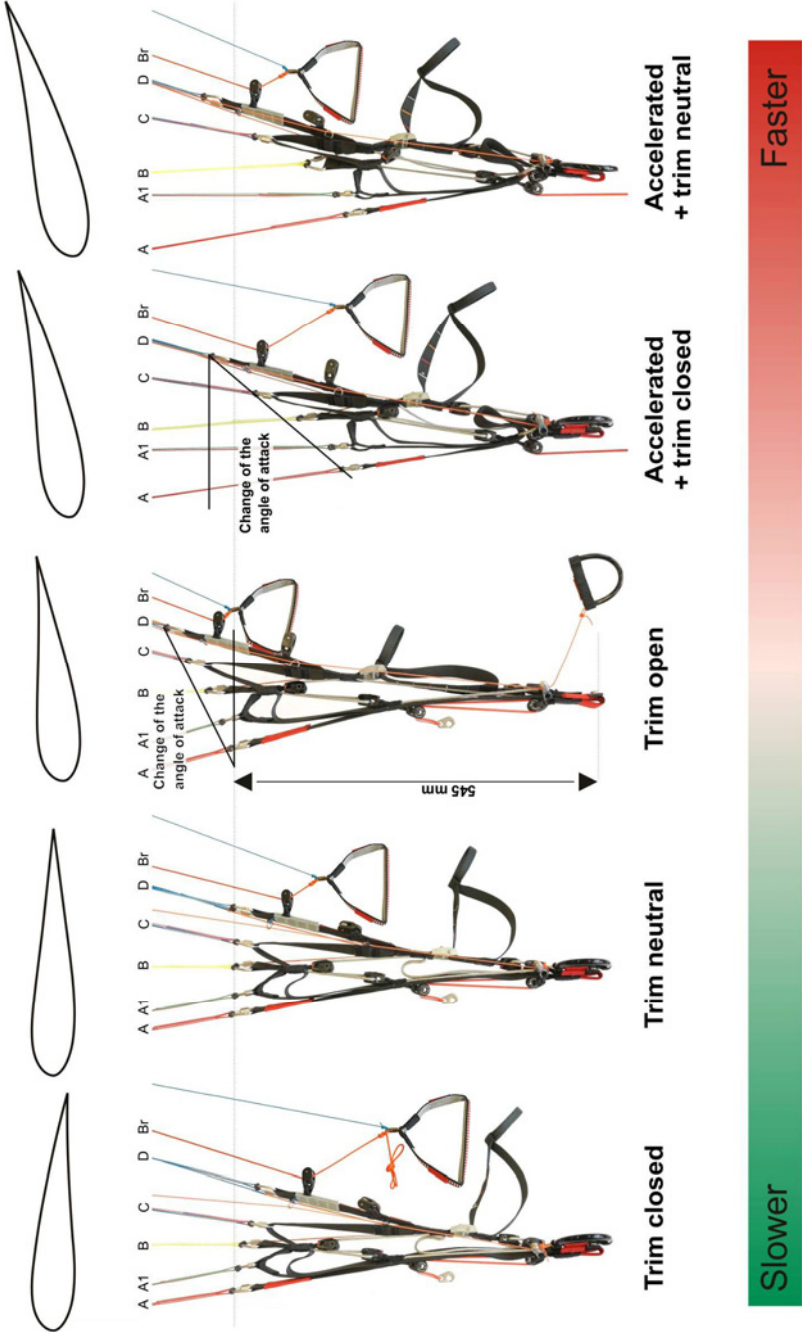 A A1 B C D Br
A A1 B C D Br
A A1 B C D Br
A A1 B C D Br
A A1 B C D Br
Change of the
angle of attack
Change of the
angle of attack
545 mm
Trim closed
Trim neutral
Trim open
Accelerated
+ trim closed
Accelerated
+ trim neutral
Slower
Faster